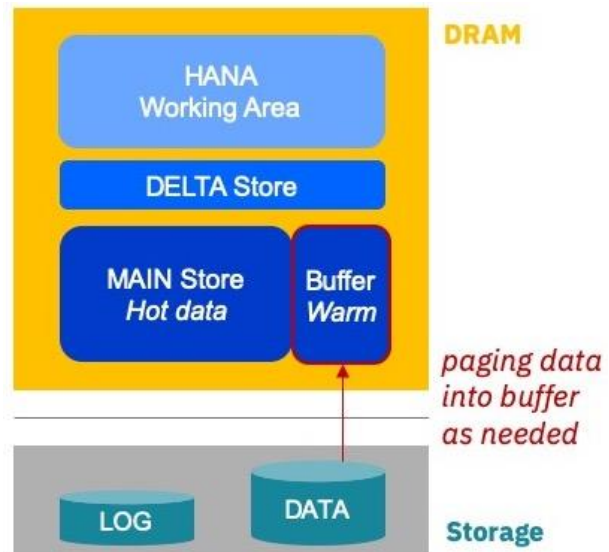 DRAM
HANA
Working Area
DELTA Store
MAIN Store
Hot data
Buffer
Warm
paging data
into buffer
as needed
LOG
DATA
Storage